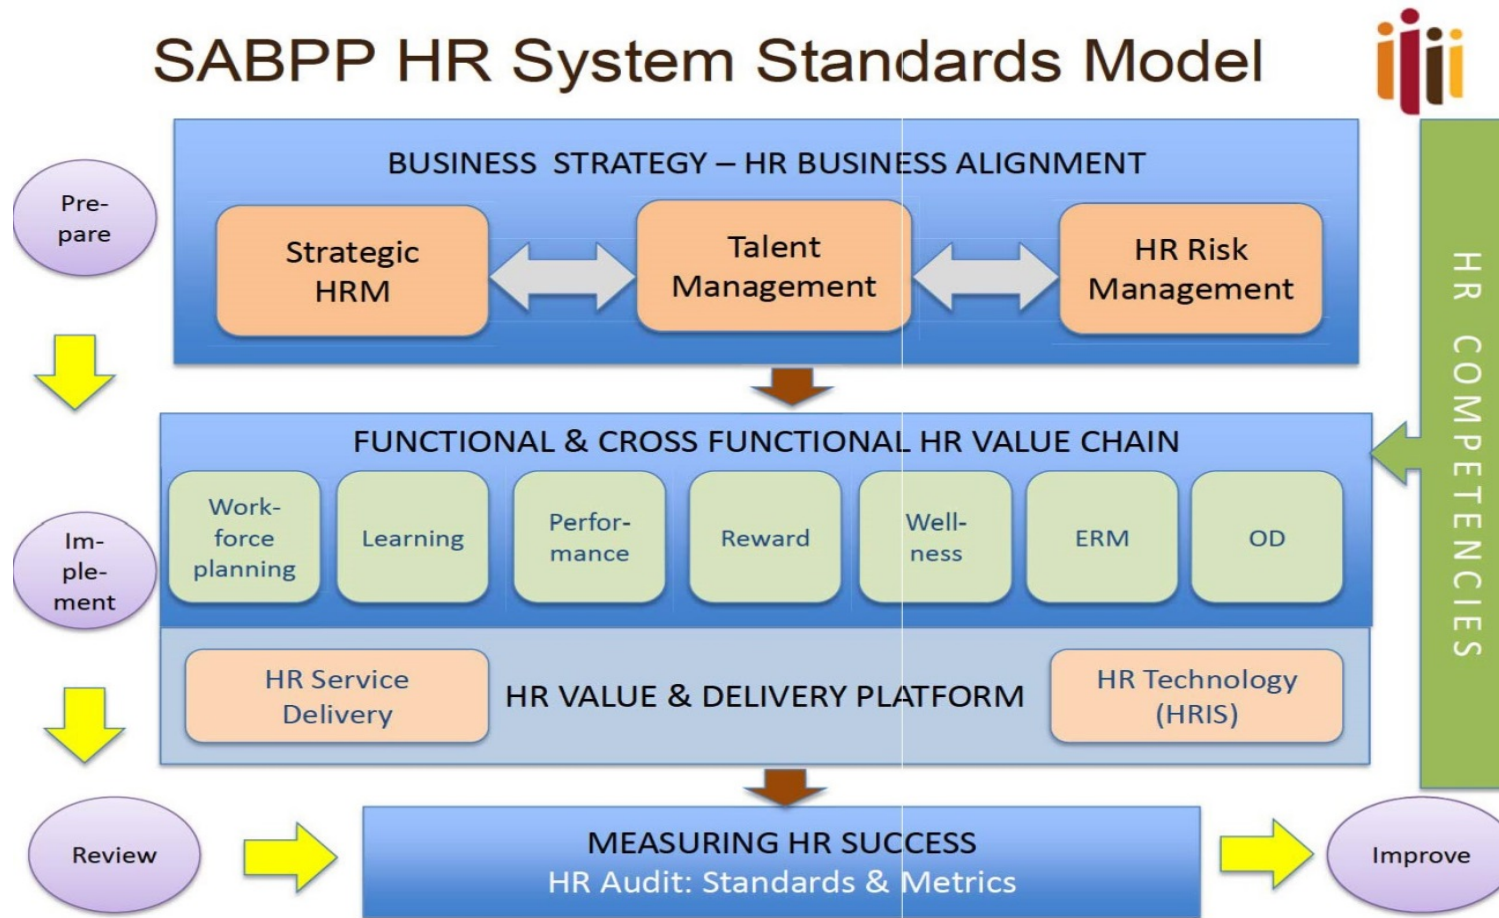 SABPP HR System Standards Model
BUSINESS STRATEGY – HR BUSINESS ALIGNMENT
Pre-
pare
Strategic
HRM
Talent
Management
HR Risk
Management
HR COMPETENCIES
FUNCTIONAL & CROSS FUNCTIONAL HR VALUE CHAIN
Im-
ple-
ment
Work-
force
planning
Learning
Perfor-
mance
Reward
Well-
ness
ERM
OD
HR Service
Delivery
HR VALUE & DELIVERY PLATFORM
HR Technology
(HRIS)
Review
MEASURING HR SUCCESS
HR Audit: Standards & Metrics
Improve